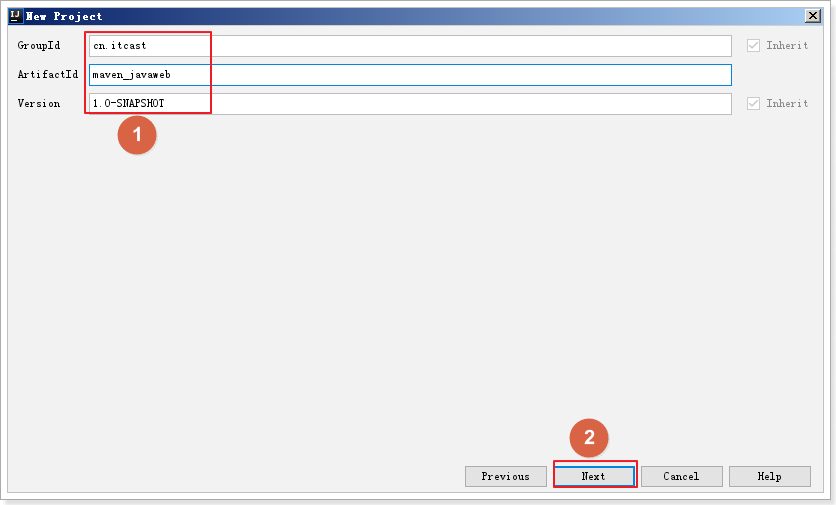 IJ New Project
GroupId cn.itcast Inherit
ArtifactId maven_javaweb
Version 1.0-SNAPSHOT Inherit
1
2
Previous Next Cancel Help